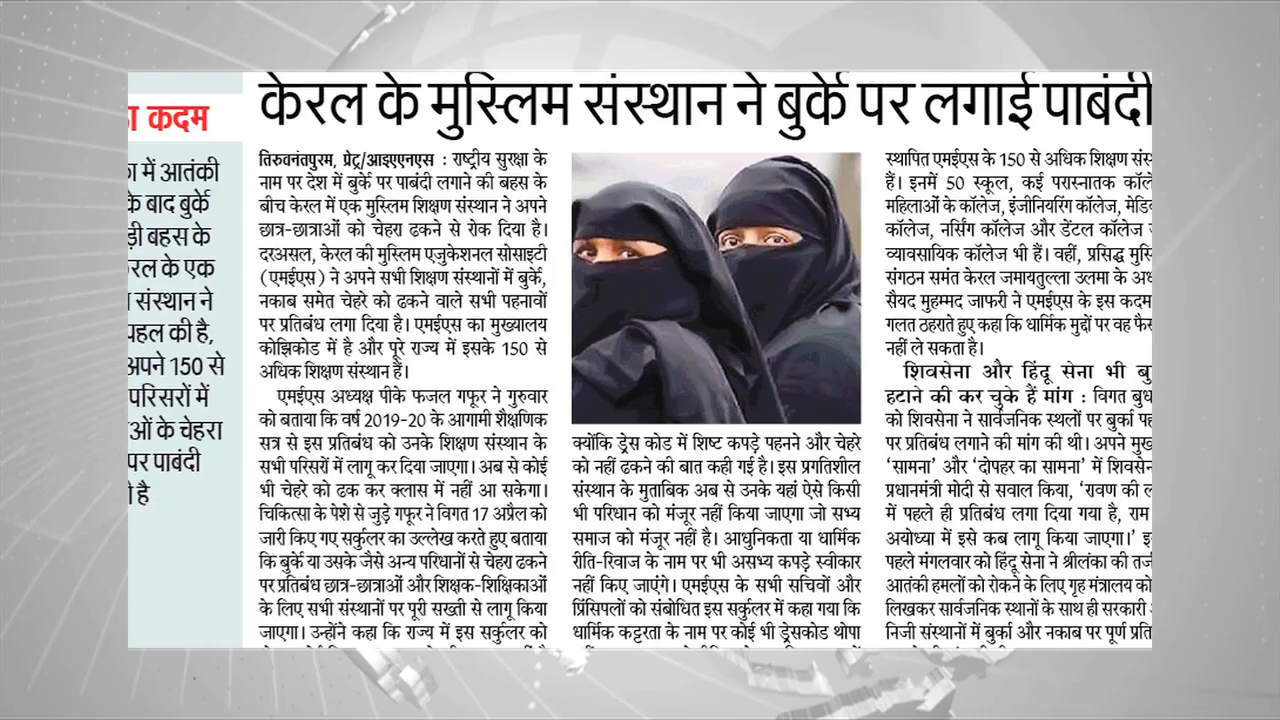 केरल के मुस्लिम संस्थान ने बुर्के पर लगाई पाबंदी
कदम
में आतंकी
के बाद बुर्के
बहस के
के एक
संस्थान ने
की है,
अपने 150 से
परिसरों में
के चेहरा
पर पाबंदी
है
तिरुवनंतपुरम, प्रेट्र/आइएएनएस : राष्ट्रीय सुरक्षा के
नाम पर देश में बुर्के पर पाबंदी लगाने की बहस के
बीच केरल में एक मुस्लिम शिक्षण संस्थान ने अपने
छात्र-छात्राओं को चेहरा ढकने से रोक दिया है।
दरअसल, केरल की मुस्लिम एजुकेशनल सोसाइटी
(एमईएस) ने अपने सभी शिक्षण संस्थानों में बुर्के,
नकाब समेत चेहरे को ढकने वाले सभी पहनावों
पर प्रतिबंध लगा दिया है। एमईएस का मुख्यालय
कोझिकोड में है और पूरे राज्य में इसके 150 से
अधिक शिक्षण संस्थान हैं।
एमईएस अध्यक्ष पीके फजल गफूर ने गुरुवार
को बताया कि वर्ष 2019-20 के आगामी शैक्षणिक
सत्र से इस प्रतिबंध को उनके शिक्षण संस्थान के
सभी परिसरों में लागू कर दिया जाएगा। अब से कोई
भी चेहरे को ढक कर क्लास में नहीं आ सकेगा।
चिकित्सा के पेशे से जुड़े गफूर ने विगत 17 अप्रैल को
जारी किए गए सर्कुलर का उल्लेख करते हुए बताया
कि बुर्के या उसके जैसे अन्य परिधानों से चेहरा ढकने
पर प्रतिबंध छात्र-छात्राओं और शिक्षक-शिक्षिकाओं
के लिए सभी संस्थानों पर पूरी सख्ती से लागू किया
जाएगा। उन्होंने कहा कि राज्य में इस सर्कुलर को
क्योंकि ड्रेस कोड में शिष्ट कपड़े पहनने और चेहरे
को नहीं ढकने की बात कही गई है। इस प्रगतिशील
संस्थान के मुताबिक अब से उनके यहां ऐसे किसी
भी परिधान को मंजूर नहीं किया जाएगा जो सभ्य
समाज को मंजूर नहीं है। आधुनिकता या धार्मिक
रीति-रिवाज के नाम पर भी असभ्य कपड़े स्वीकार
नहीं किए जाएंगे। एमईएस के सभी सचिवों और
प्रिंसिपलों को संबोधित इस सर्कुलर में कहा गया कि
धार्मिक कट्टरता के नाम पर कोई भी ड्रेसकोड थोपा
स्थापित एमईएस के 150 से अधिक शिक्षण संस
हैं। इनमें 50 स्कूल, कई परास्नातक कॉले
महिलाओं के कॉलेज, इंजीनियरिंग कॉलेज, मेडि
कॉलेज, नर्सिंग कॉलेज और डेंटल कॉलेज
व्यावसायिक कॉलेज भी हैं। वहीं, प्रसिद्ध मुस्
संगठन समंत केरल जमायतुल्ला उलमा के अध
सैयद मुहम्मद जाफरी ने एमईएस के इस कदम
गलत ठहराते हुए कहा कि धार्मिक मुद्दों पर वह फैस
नहीं ले सकता है।
शिवसेना और हिंदू सेना भी बु
हटाने की कर चुके हैं मांग : विगत बुध
को शिवसेना ने सार्वजनिक स्थलों पर बुर्का पह
पर प्रतिबंध लगाने की मांग की थी। अपने मुख
'सामना' और 'दोपहर का सामना' में शिवसेन
प्रधानमंत्री मोदी से सवाल किया, 'रावण की ल
में पहले ही प्रतिबंध लगा दिया गया है, राम
अयोध्या में इसे कब लागू किया जाएगा।'
पहले मंगलवार को हिंदू सेना ने श्रीलंका की तर्ज
आतंकी हमलों को रोकने के लिए गृह मंत्रालय को
लिखकर सार्वजनिक स्थानों के साथ ही सरकारी
निजी संस्थानों में बुर्का और नकाब पर पूर्ण प्रति